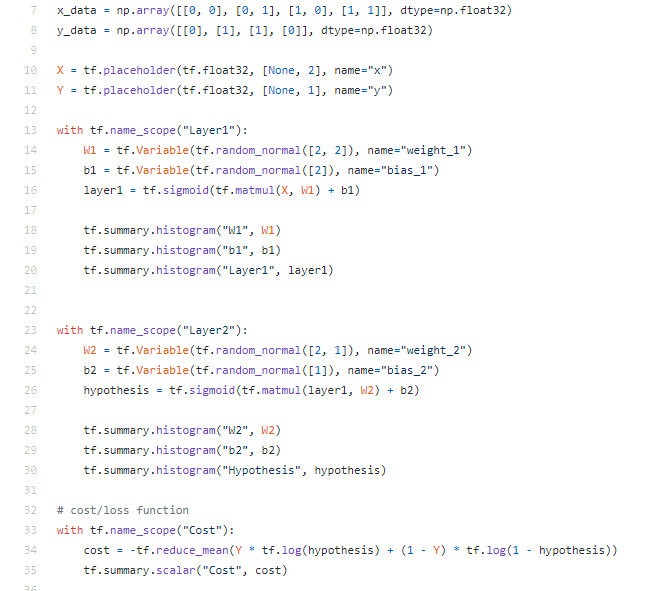 7 x_data = np.array([[0, 0], [0, 1], [1, 0], [1, 1]], dtype=np.float32)
8 y_data = np.array([[0], [1], [1], [0]], dtype=np.float32)
9
10 X = tf.placeholder(tf.float32, [None, 2], name="x")
11 Y = tf.placeholder(tf.float32, [None, 1], name="y")
12
13 with tf.name_scope("Layer1"):
14     W1 = tf.Variable(tf.random_normal([2, 2]), name="weight_1")
15     b1 = tf.Variable(tf.random_normal([2]), name="bias_1")
16     layer1 = tf.sigmoid(tf.matmul(X, W1) + b1)
17
18     tf.summary.histogram("W1", W1)
19     tf.summary.histogram("b1", b1)
20     tf.summary.histogram("Layer1", layer1)
21
22
23 with tf.name_scope("Layer2"):
24     W2 = tf.Variable(tf.random_normal([2, 1]), name="weight_2")
25     b2 = tf.Variable(tf.random_normal([1]), name="bias_2")
26     hypothesis = tf.sigmoid(tf.matmul(layer1, W2) + b2)
27
28     tf.summary.histogram("W2", W2)
29     tf.summary.histogram("b2", b2)
30     tf.summary.histogram("Hypothesis", hypothesis)
31
32 # cost/loss function
33 with tf.name_scope("Cost"):
34     cost = -tf.reduce_mean(Y * tf.log(hypothesis) + (1 - Y) * tf.log(1 - hypothesis))
35     tf.summary.scalar("Cost", cost)
36